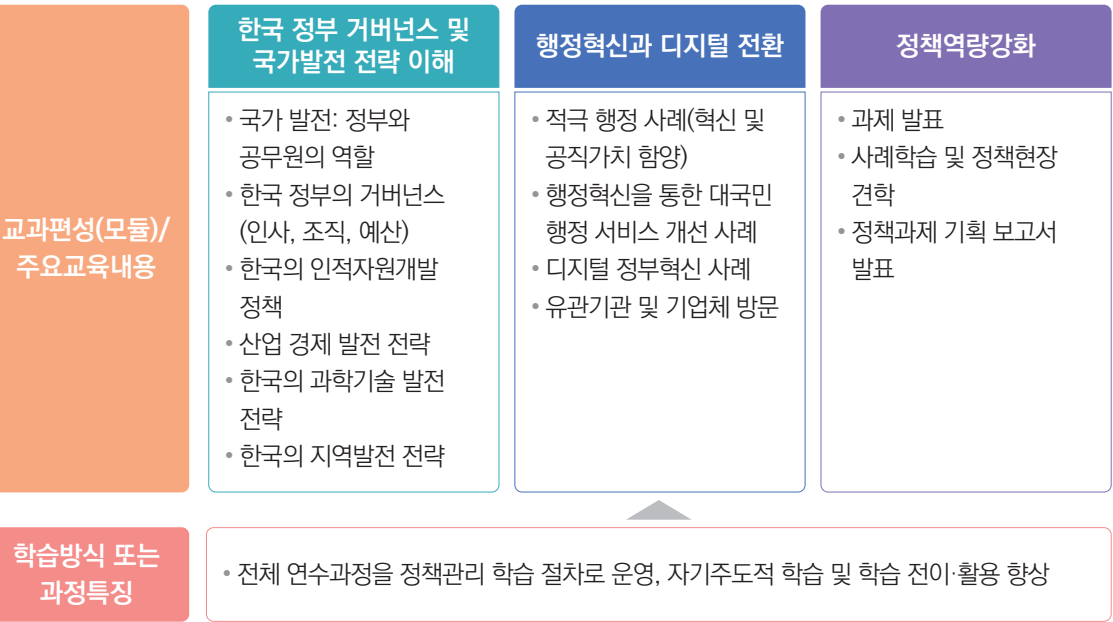 교과편성(모듈)/
주요교육내용
한국 정부 거버넌스 및
국가발전 전략 이해
• 국가 발전: 정부와
공무원의 역할
• 한국 정부의 거버넌스
(인사, 조직, 예산)
• 한국의 인적자원개발
정책
• 산업 경제 발전 전략
• 한국의 과학기술 발전
전략
• 한국의 지역발전 전략
행정혁신과 디지털 전환
• 적극 행정 사례(혁신 및
공직가치 함양)
• 행정혁신을 통한 대국민
행정 서비스 개선 사례
• 디지털 정부혁신 사례
• 유관기관 및 기업체 방문
정책역량강화
• 과제 발표
• 사례학습 및 정책현장
견학
• 정책과제 기획 보고서
발표
학습방식 또는
과정특징
• 전체 연수과정을 정책관리 학습 절차로 운영, 자기주도적 학습 및 학습 전이·활용 향상